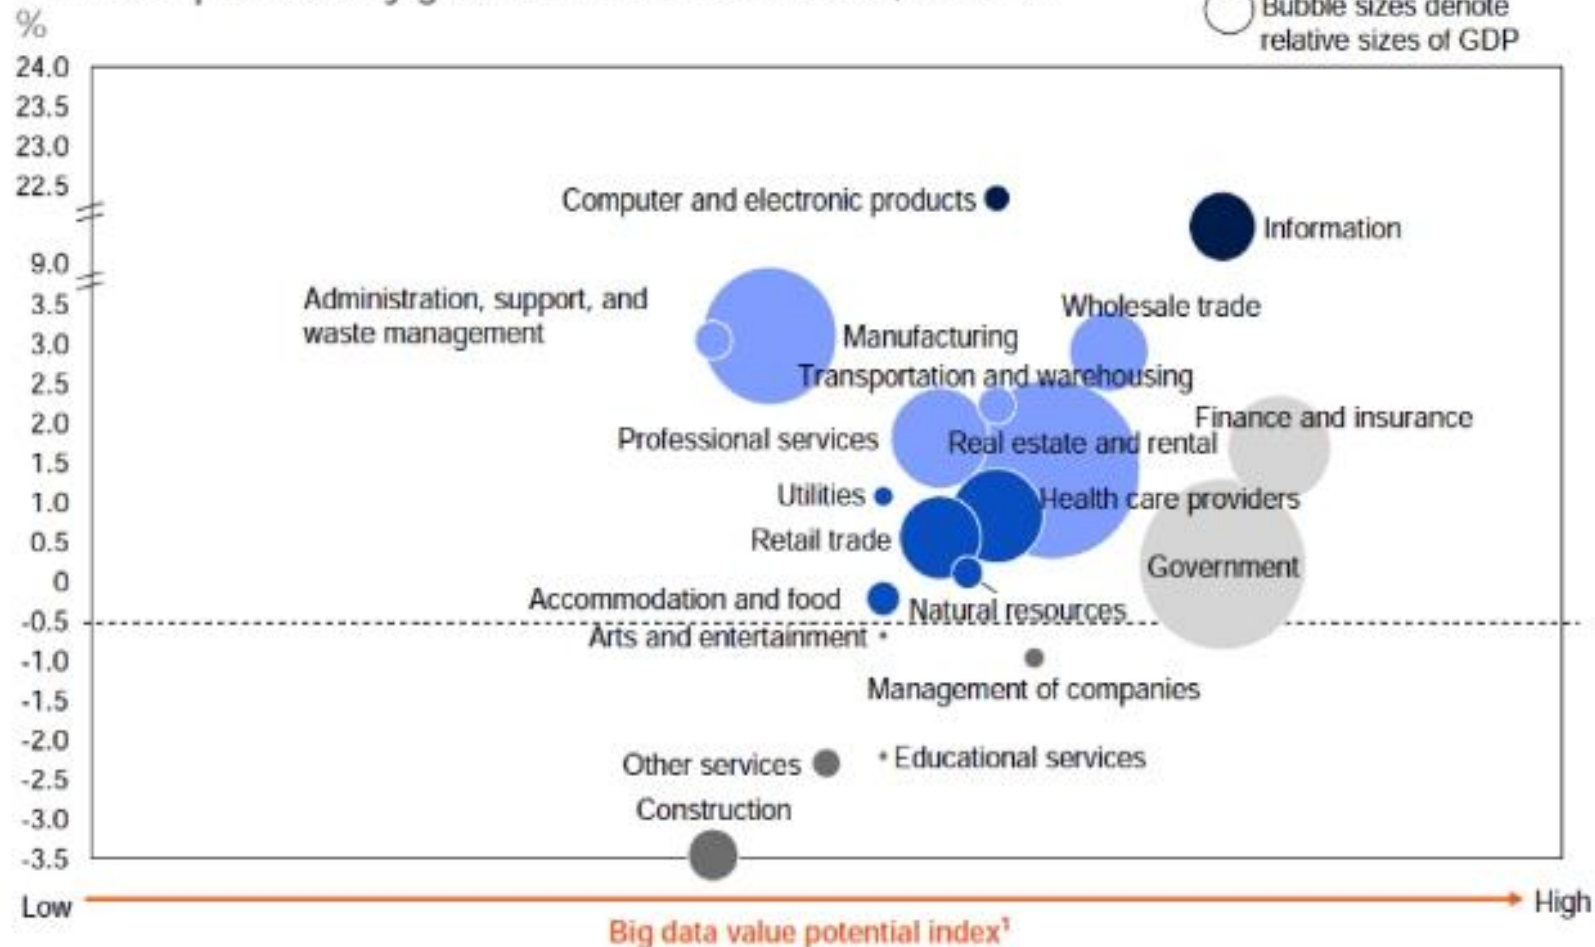 %
Bubble sizes denote
relative sizes of GDP
24.0
23.5
23.0
22.5
9.0
3.5
3.0
2.5
2.0
1.5
1.0
0.5
0
-0.5
-1.0
-1.5
-2.0
-2.5
-3.0
-3.5
Computer and electronic products
Information
Administration, support, and
waste management
Wholesale trade
Manufacturing
Transportation and warehousing
Finance and insurance
Professional services
Real estate and rental
Utilities
Health care providers
Retail trade
Government
Accommodation and food
Natural resources
Arts and entertainment
Management of companies
Other services
Educational services
Construction
Low
High
Big data value potential index¹